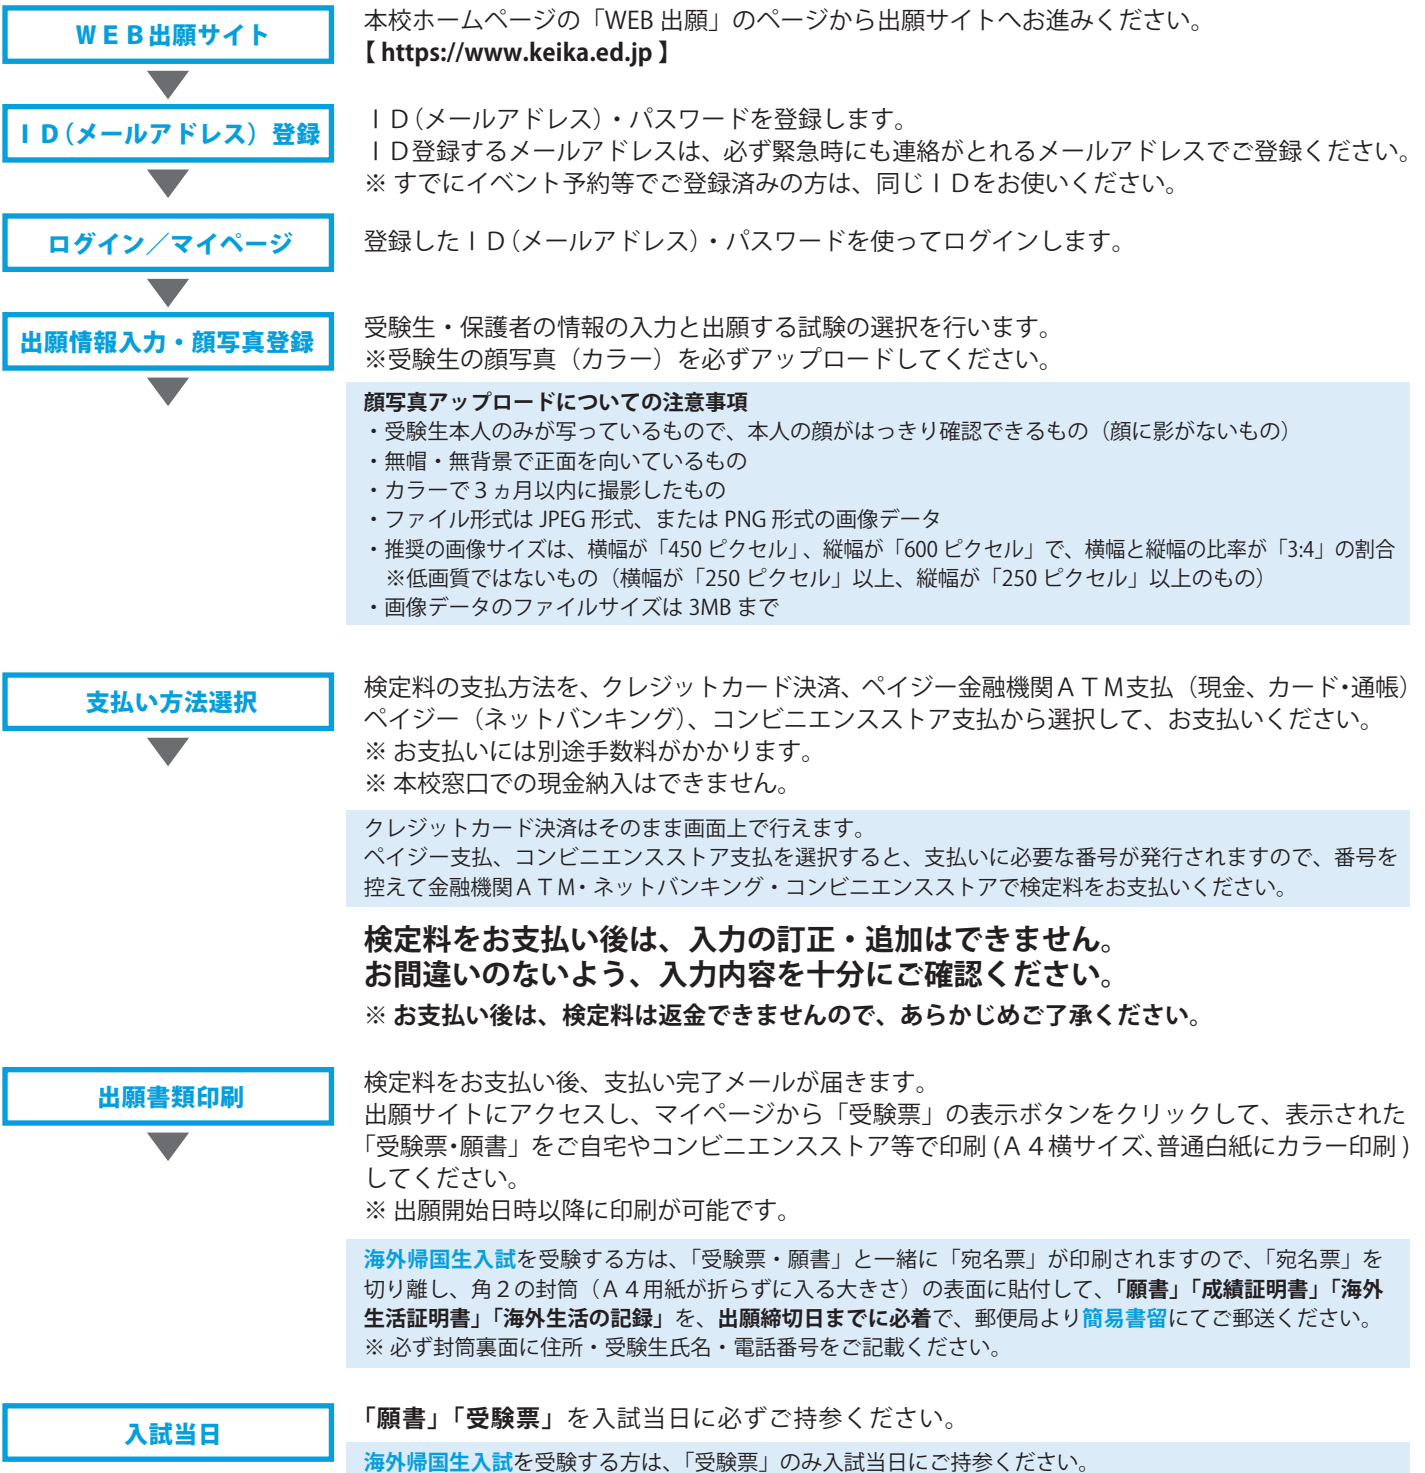 ＷＥＢ出願サイト
本校ホームページの「WEB 出願」のページから出願サイトへお進みください。
【 https://www.keika.ed.jp 】
ＩＤ（メールアドレス）登録
ＩＤ（メールアドレス）・パスワードを登録します。
ＩＤ登録するメールアドレスは、必ず緊急時にも連絡がとれるメールアドレスでご登録ください。
※ すでにイベント予約等でご登録済みの方は、同じＩＤをお使いください。
ログイン／マイページ
登録したＩＤ（メールアドレス）・パスワードを使ってログインします。
出願情報入力・顔写真登録
受験生・保護者の情報の入力と出願する試験の選択を行います。
※受験生の顔写真（カラー）を必ずアップロードしてください。
顔写真アップロードについての注意事項
・受験生本人のみが写っているもので、本人の顔がはっきり確認できるもの（顔に影がないもの）
・無帽・無背景で正面を向いているもの
・カラーで３ヵ月以内に撮影したもの
・ファイル形式は JPEG 形式、または PNG 形式の画像データ
・推奨の画像サイズは、横幅が「450 ピクセル」、縦幅が「600 ピクセル」で、横幅と縦幅の比率が「3:4」の割合
※低画質ではないもの（横幅が「250 ピクセル」以上、縦幅が「250 ピクセル」以上のもの）
・画像データのファイルサイズは 3MB まで
支払い方法選択
検定料の支払方法を、クレジットカード決済、ペイジー金融機関ＡＴＭ支払（現金、カード・通帳）
ペイジー（ネットバンキング）、コンビニエンスストア支払から選択して、お支払いください。
※ お支払いには別途手数料がかかります。
※ 本校窓口での現金納入はできません。
クレジットカード決済はそのまま画面上で行えます。
ペイジー支払、コンビニエンスストア支払を選択すると、支払いに必要な番号が発行されますので、番号を
控えて金融機関ＡＴＭ・ネットバンキング・コンビニエンスストアで検定料をお支払いください。
検定料をお支払い後は、入力の訂正・追加はできません。
お間違いのないよう、入力内容を十分にご確認ください。
※ お支払い後は、検定料は返金できませんので、あらかじめご了承ください。
出願書類印刷
検定料をお支払い後、支払い完了メールが届きます。
出願サイトにアクセスし、マイページから「受験票」の表示ボタンをクリックして、表示された
「受験票・願書」をご自宅やコンビニエンスストア等で印刷 (Ａ４横サイズ、普通白紙にカラー印刷 )
してください。
※ 出願開始日時以降に印刷が可能です。
海外帰国生入試を受験する方は、「受験票・願書」と一緒に「宛名票」が印刷されますので、「宛名票」を
切り離し、角２の封筒（Ａ４用紙が折らずに入る大きさ）の表面に貼付して、「願書」「成績証明書」「海外
生活証明書」「海外生活の記録」を、出願締切日までに必着で、郵便局より簡易書留にてご郵送ください。
※ 必ず封筒裏面に住所・受験生氏名・電話番号をご記載ください。
入試当日
「願書」「受験票」を入試当日に必ずご持参ください。
海外帰国生入試を受験する方は、「受験票」のみ入試当日にご持参ください。